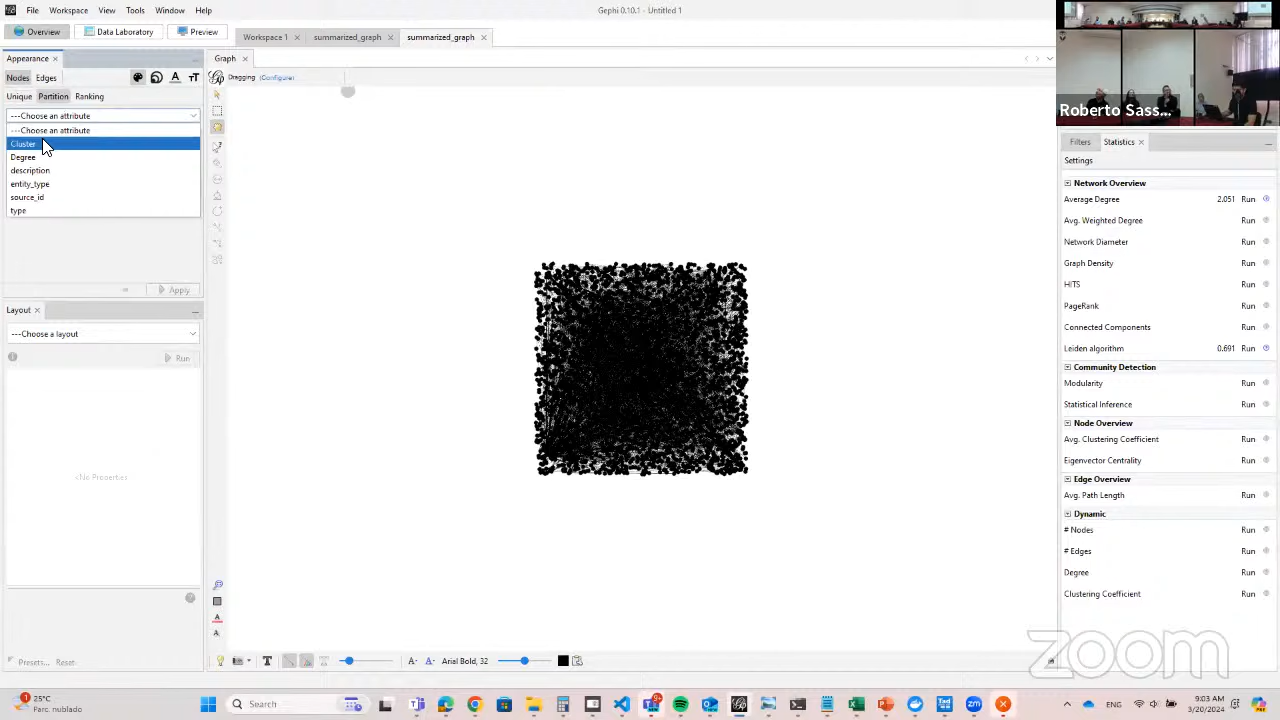 File Workspace View Tools Window Help
Gephi 0.10.1 - Untitled 1
Overview Data Laboratory Preview
Workspace 1 summarized_graph summarized_graph
Appearance
Nodes Edges
Unique Partition Ranking
---Choose an attribute
---Choose an attribute
Cluster
Degree
description
entity_type
source_id
type
Apply
Layout
---Choose a layout
Run
<No Properties
Presets... Reset
Graph
Dragging (Configure)
Arial Bold, 32
Roberto Sass...
Filters Statistics
Settings
Network Overview
Average Degree 2.051 Run
Avg. Weighted Degree Run
Network Diameter Run
Graph Density Run
HITS Run
PageRank Run
Connected Components Run
Leiden algorithm 0.691 Run
Community Detection
Modularity Run
Statistical Inference Run
Node Overview
Avg. Clustering Coefficient Run
Eigenvector Centrality Run
Edge Overview
Avg. Path Length Run
Dynamic
# Nodes Run
# Edges Run
Degree Run
Clustering Coefficient Run
zoom
25°C
Parc. nublado
Search
ENG
9:03 AM
3/20/2024